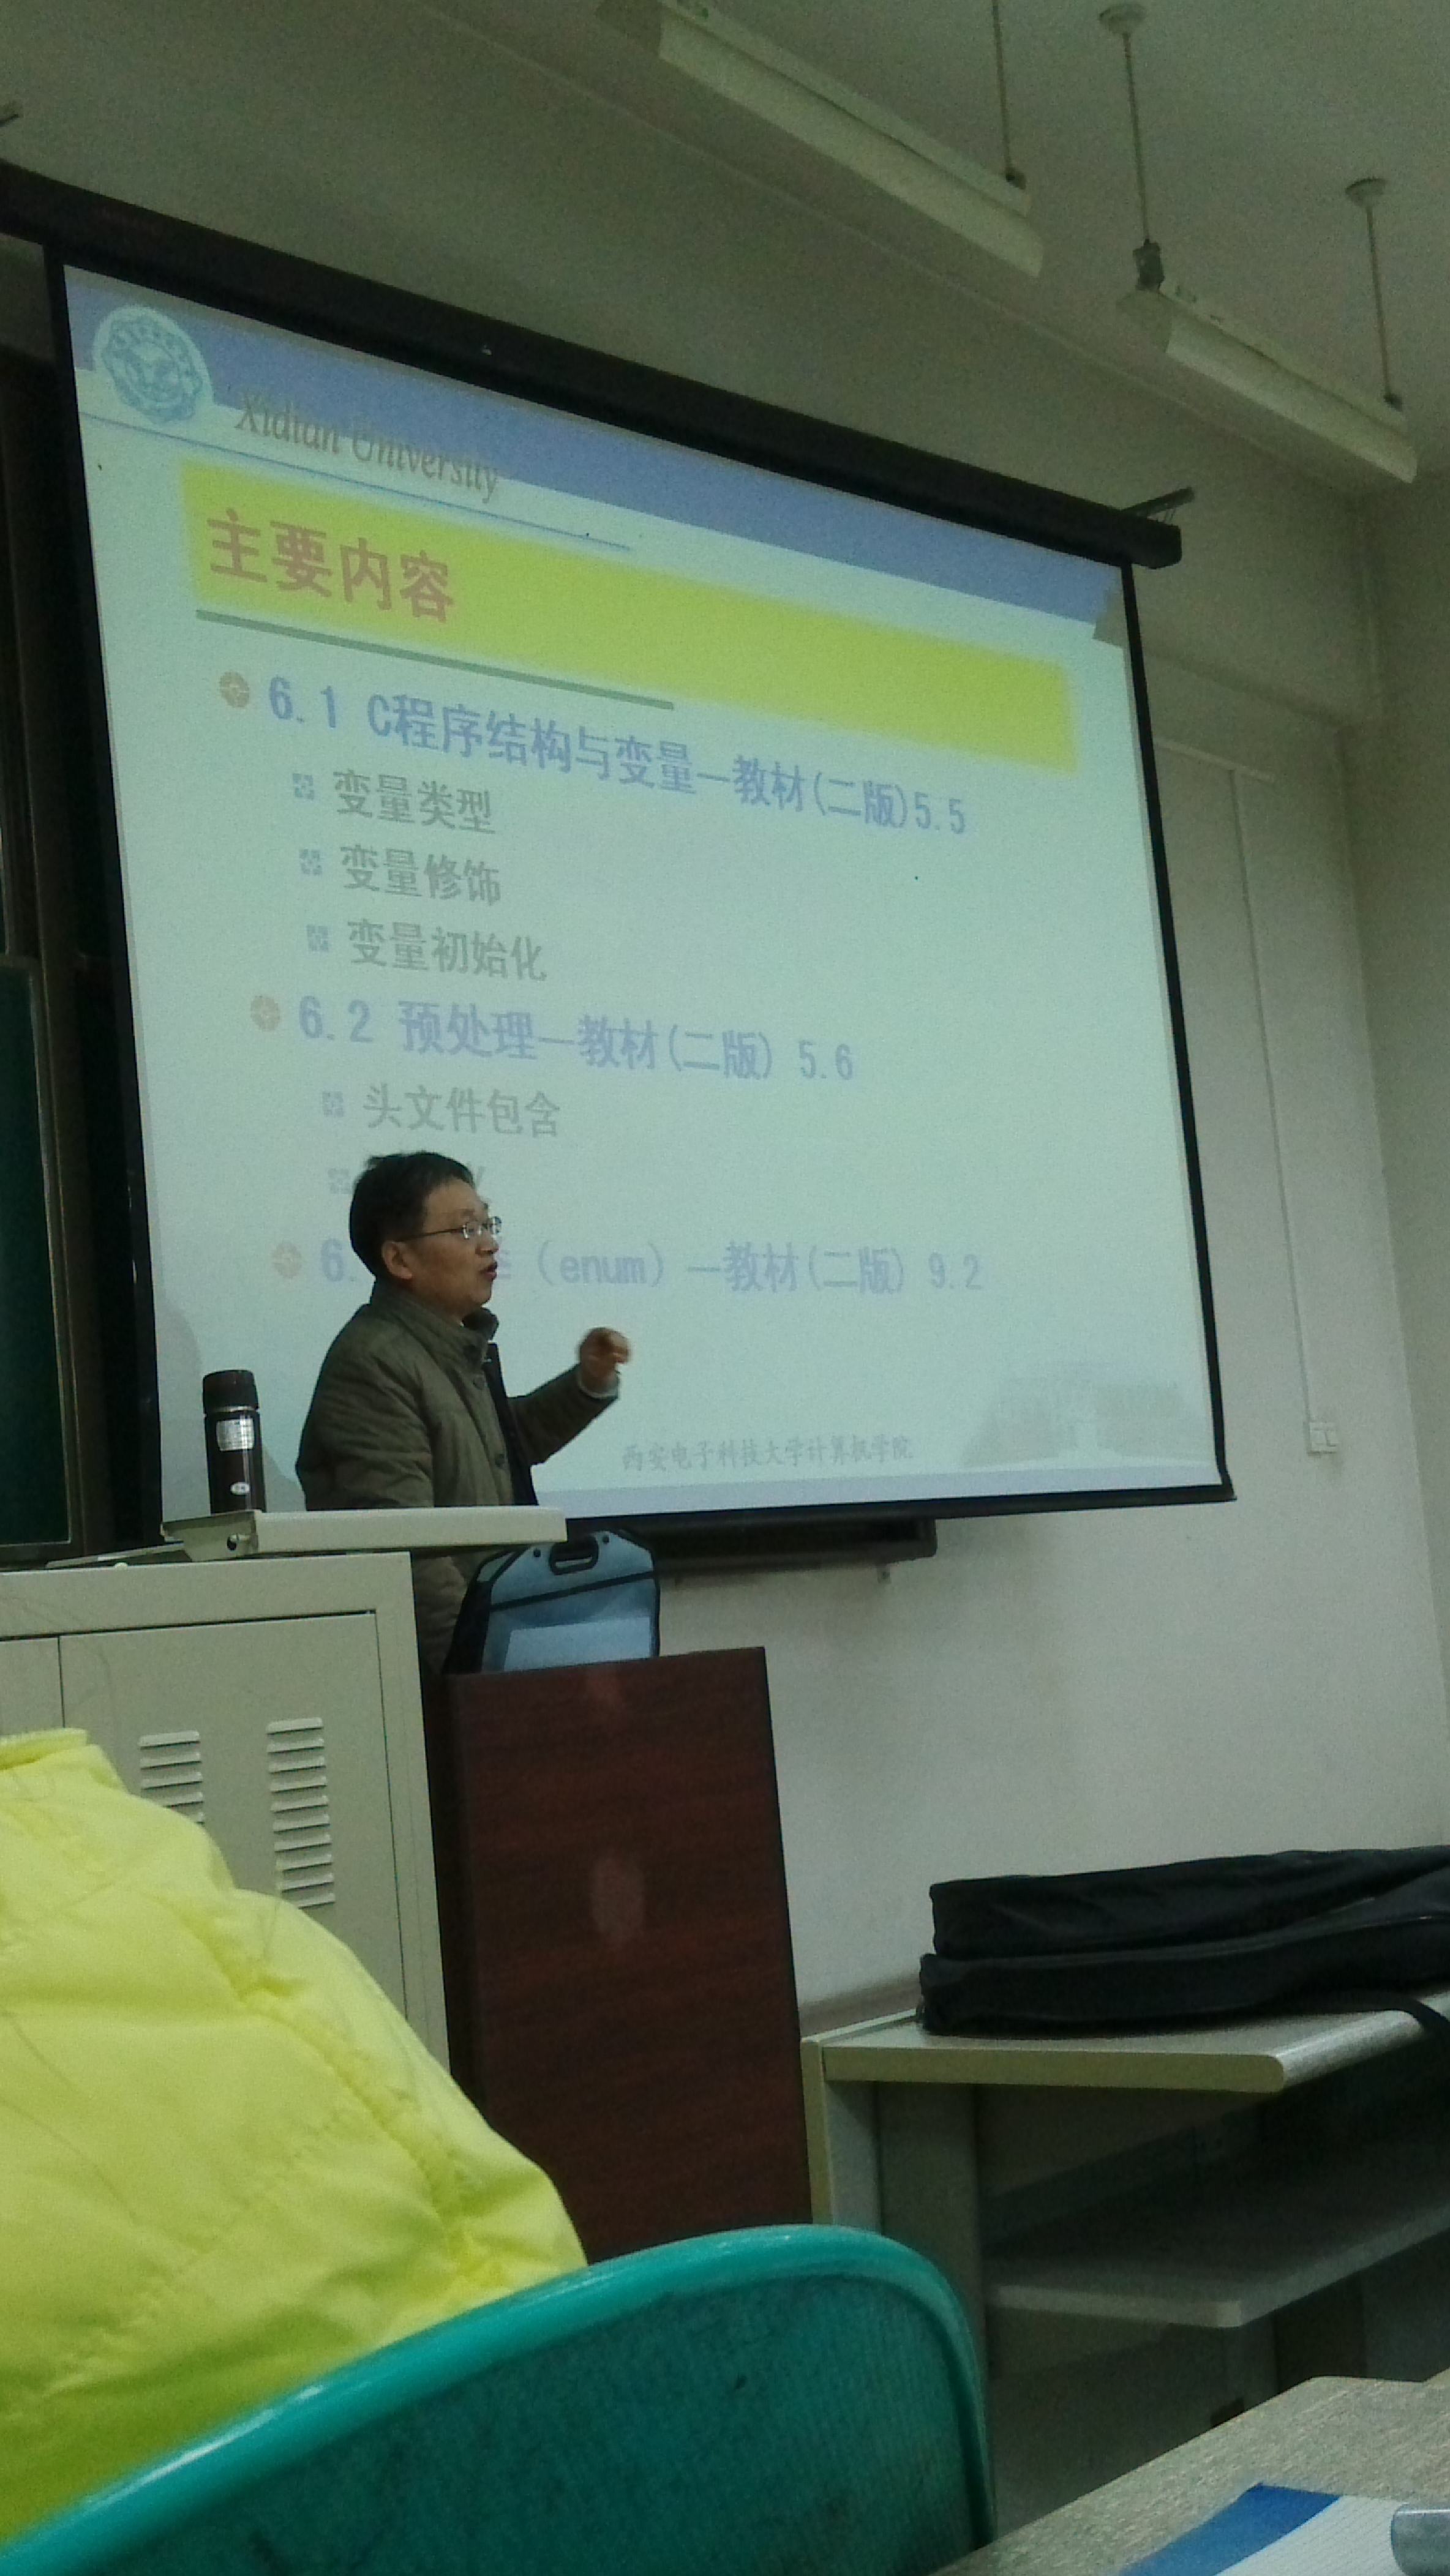 Xidian University
主要内容
6.1 C程序结构与变量—教材(二版)5.5
变量类型
变量修饰
变量初始化
6.2 预处理—教材(二版) 5.6
头文件包含
6. (enum) —教材(二版) 9.2
西安电子科技大学计算机学院